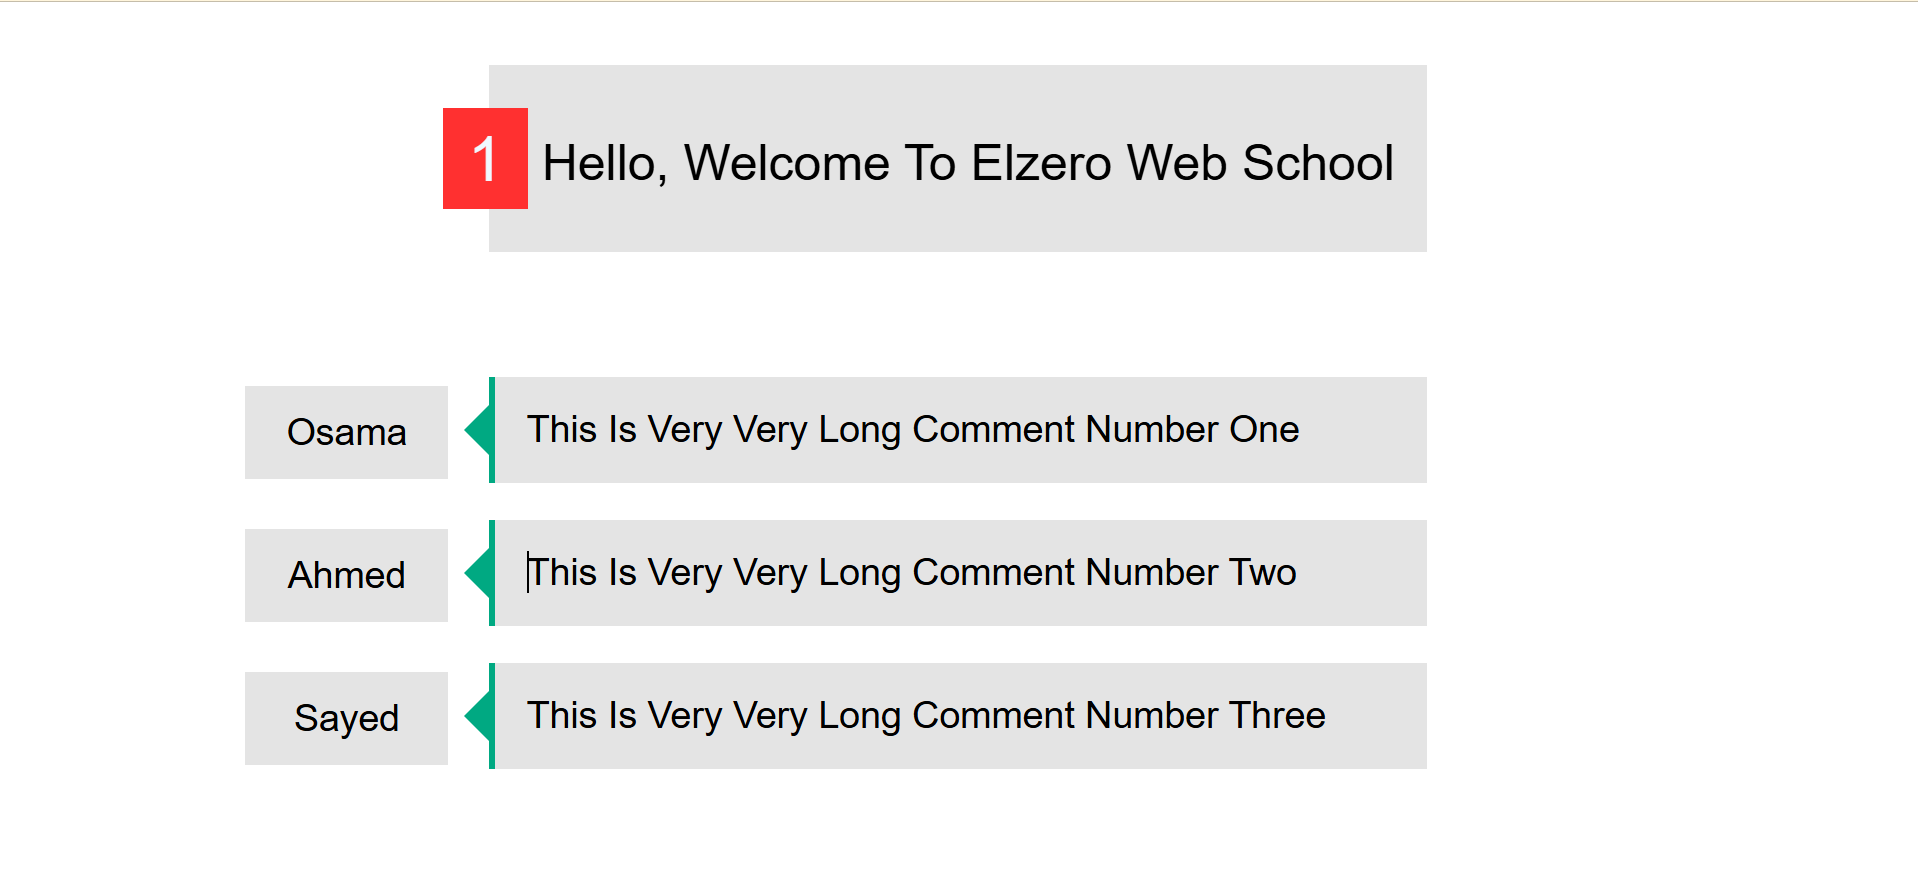 1 Hello, Welcome To Elzero Web School
Osama This Is Very Very Long Comment Number One
Ahmed This Is Very Very Long Comment Number Two
Sayed This Is Very Very Long Comment Number Three